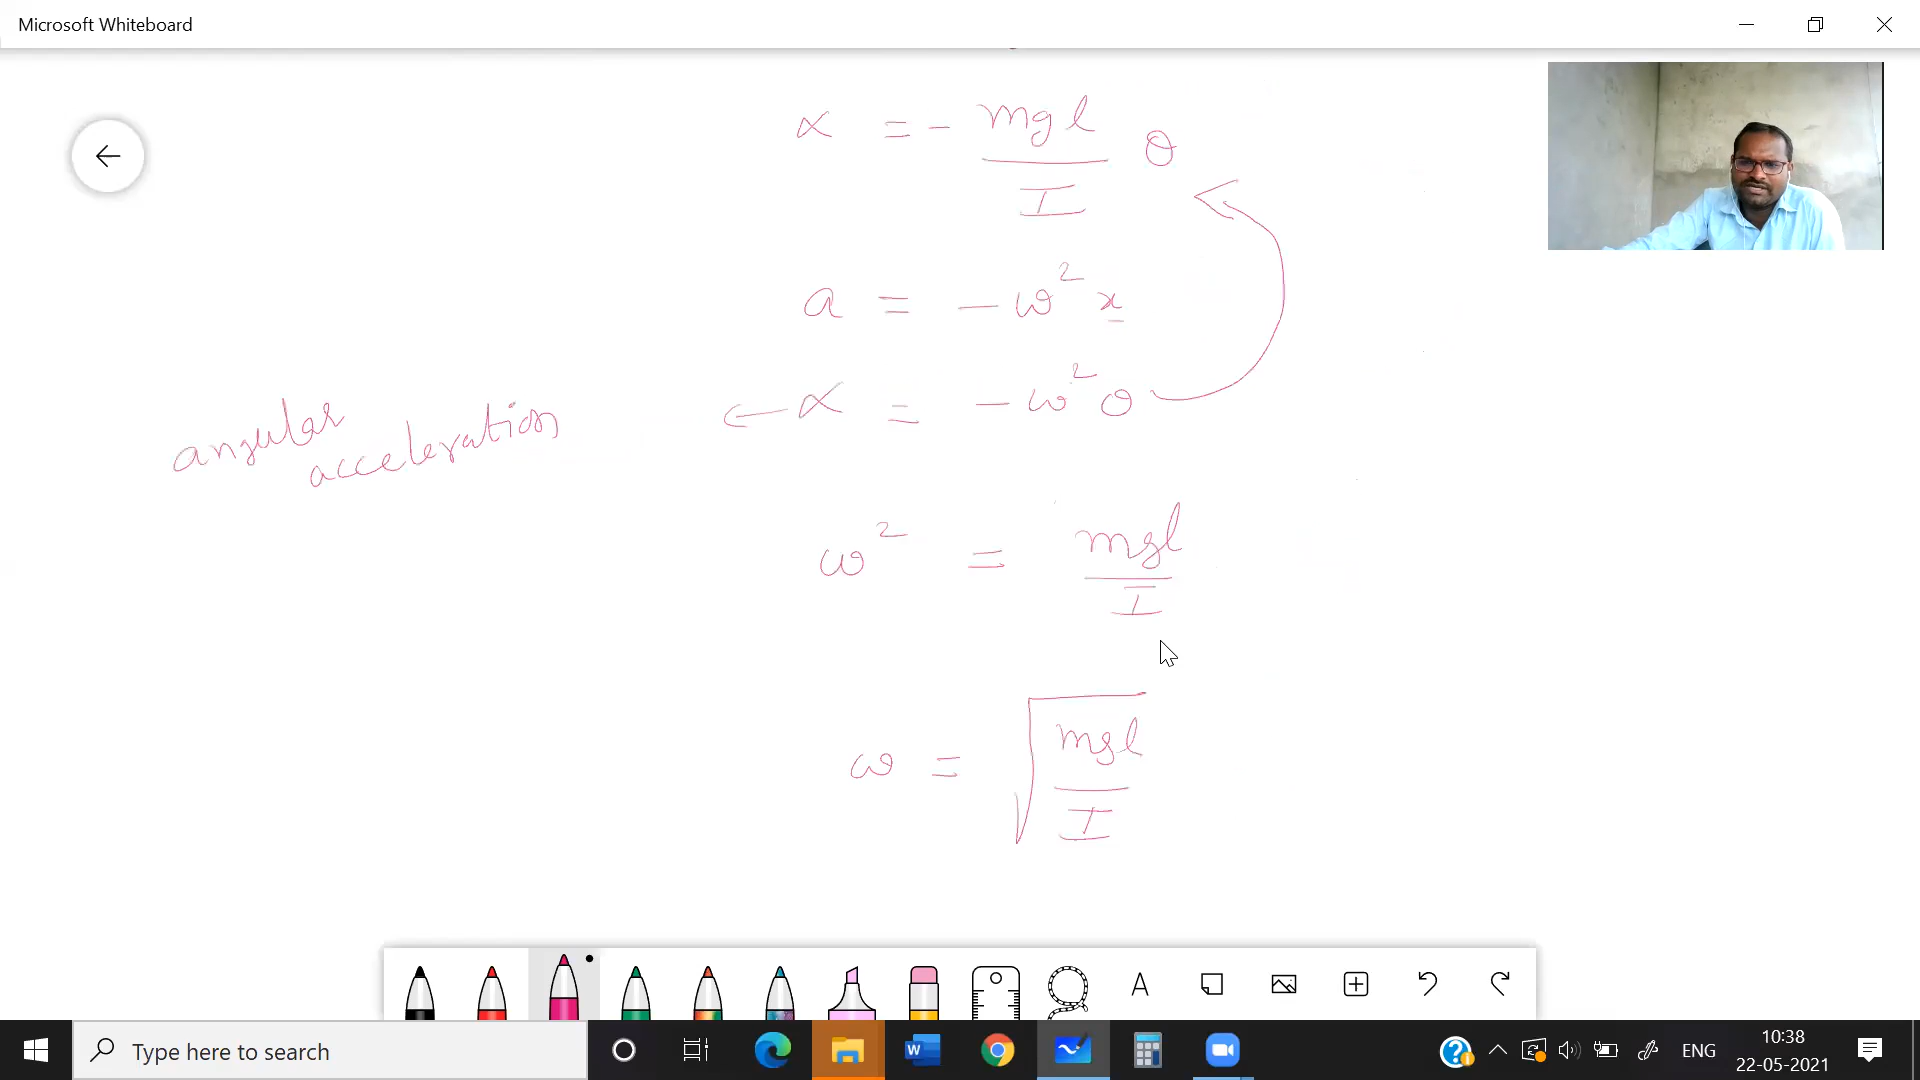 Microsoft Whiteboard
α = - mgl / I θ
a = - ω² x
angular acceleration ← α = - ω² θ
ω² = mgl / I
ω = √ mgl / I
A
Type here to search
W
ENG
10:38
22-05-2021